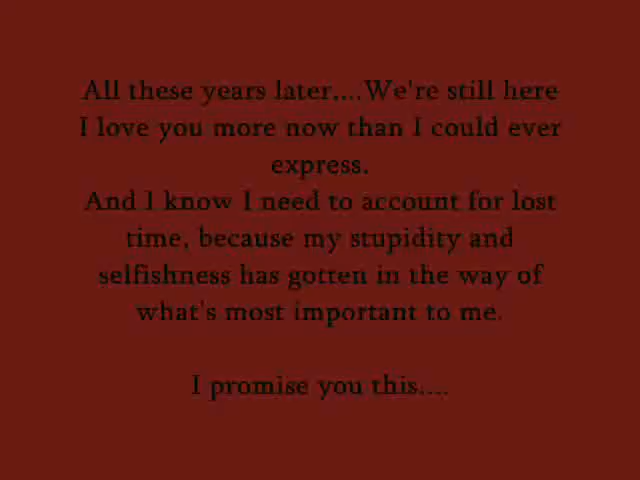 All these years later,...We're still here
I love you more now than I could ever
express.
And I know I need to account for lost
time, because my stupidity and
selfishness has gotten in the way of
what's most important to me.
I promise you this....